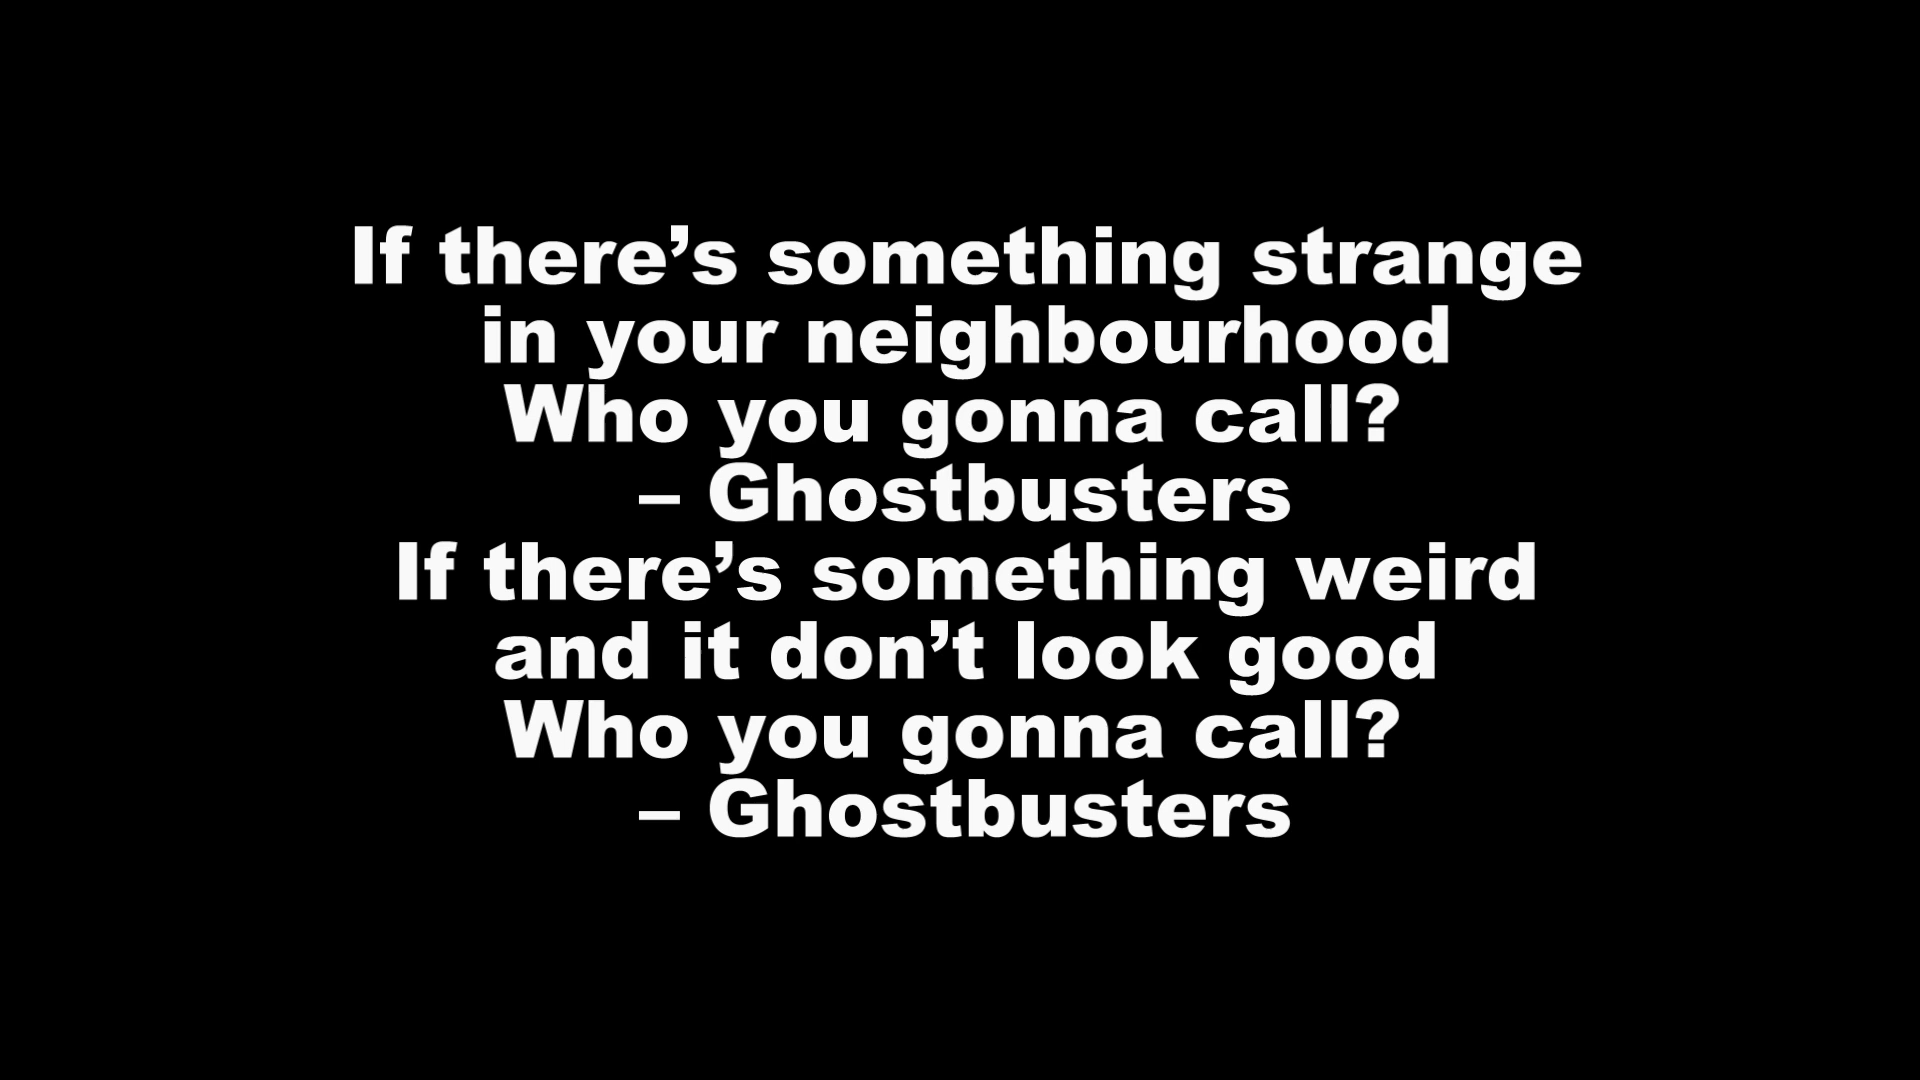 If there’s something strange
in your neighbourhood
Who you gonna call?
– Ghostbusters
If there’s something weird
and it don’t look good
Who you gonna call?
– Ghostbusters